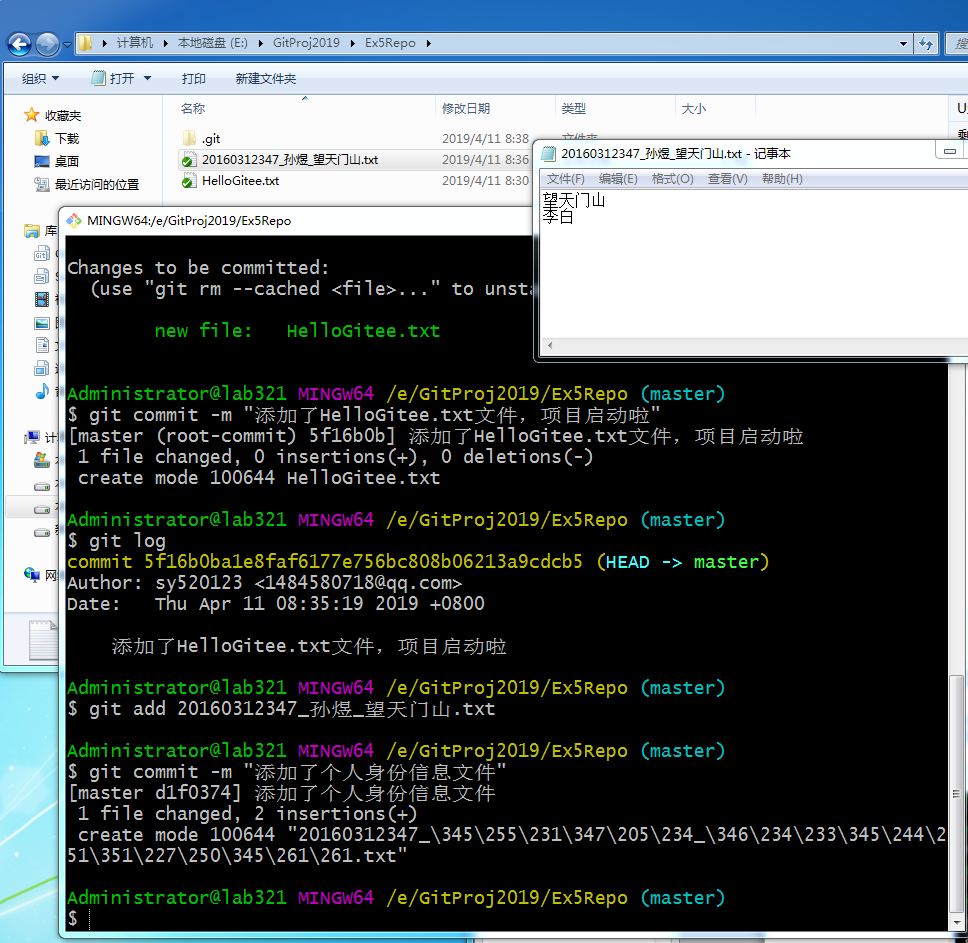 计算机 ▸ 本地磁盘 (E:) ▸ GitProj2019 ▸ Ex5Repo ▸
组织 打开 打印 新建文件夹
收藏夹
下载
桌面
最近访问的位置
库
网
名称 修改日期 类型 大小
.git 2019/4/11 8:38 文件夹
20160312347_孙煜_望天门山.txt 2019/4/11 8:36
HelloGitee.txt 2019/4/11 8:30
20160312347_孙煜_望天门山.txt - 记事本
文件(F) 编辑(E) 格式(O) 查看(V) 帮助(H)
望天门山
李白
MINGW64:/e/GitProj2019/Ex5Repo
Changes to be committed:
(use "git rm --cached <file>..." to unsta
new file: HelloGitee.txt
Administrator@lab321 MINGW64 /e/GitProj2019/Ex5Repo (master)
$ git commit -m "添加了HelloGitee.txt文件，项目启动啦"
[master (root-commit) 5f16b0b] 添加了HelloGitee.txt文件，项目启动啦
1 file changed, 0 insertions(+), 0 deletions(-)
create mode 100644 HelloGitee.txt
Administrator@lab321 MINGW64 /e/GitProj2019/Ex5Repo (master)
$ git log
commit 5f16b0ba1e8faf6177e756bc808b06213a9cdcb5 (HEAD -> master)
Author: sy520123 <1484580718@qq.com>
Date: Thu Apr 11 08:35:19 2019 +0800
添加了HelloGitee.txt文件，项目启动啦
Administrator@lab321 MINGW64 /e/GitProj2019/Ex5Repo (master)
$ git add 20160312347_孙煜_望天门山.txt
Administrator@lab321 MINGW64 /e/GitProj2019/Ex5Repo (master)
$ git commit -m "添加了个人身份信息文件"
[master d1f0374] 添加了个人身份信息文件
1 file changed, 2 insertions(+)
create mode 100644 "20160312347_\345\255\231\347\205\234_\346\234\233\345\244\2
51\351\227\250\345\261\261.txt"
Administrator@lab321 MINGW64 /e/GitProj2019/Ex5Repo (master)
$